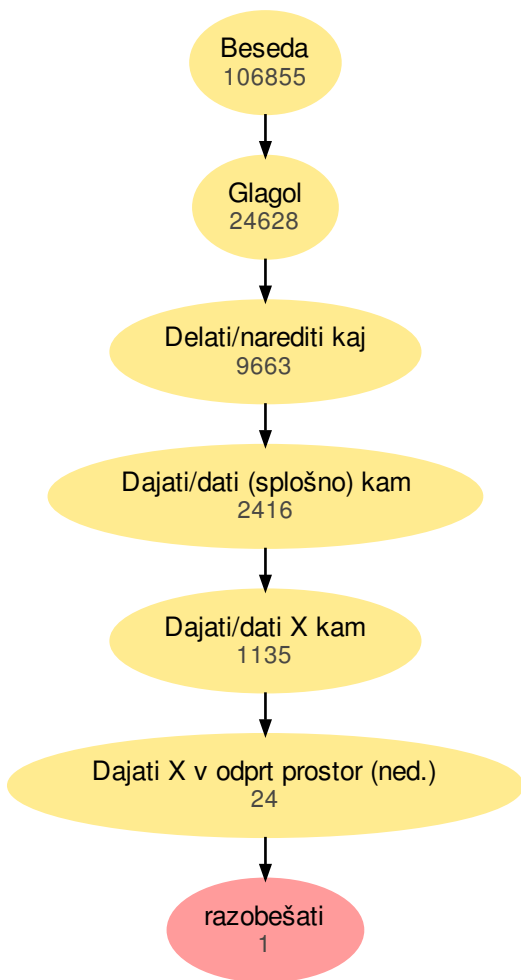 Beseda
106855
Glagol
24628
Delati/narediti kaj
9663
Dajati/dati (splošno) kam
2416
Dajati/dati X kam
1135
Dajati X v odprt prostor (ned.)
24
razobešati
1